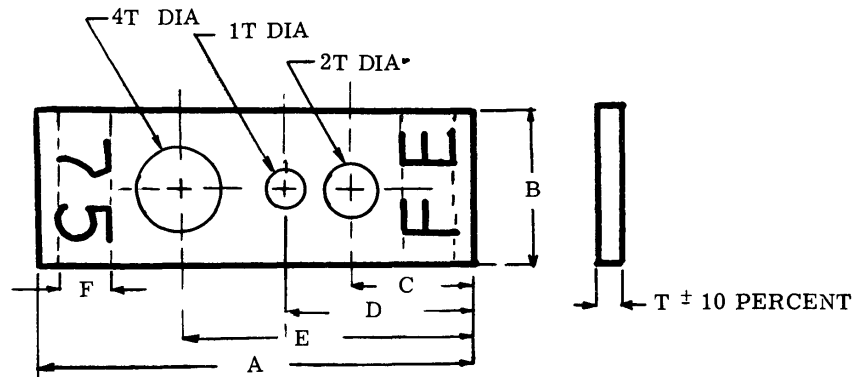 4T DIA
1T DIA
2T DIA
75
FE
B
C
D
E
F
A
T ± 10 PERCENT